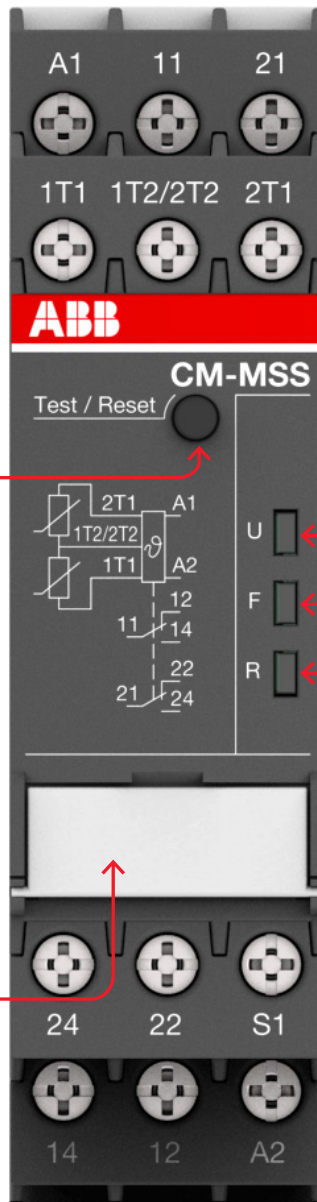 A1 11 21
1T1 1T2/2T2 2T1
ABB
CM-MSS
Test / Reset
2T1 A1
1T2/2T2 ϑ
1T1 A2
12
11 14
22
21 24
U
F
R
24 22 S1
14 12 A2